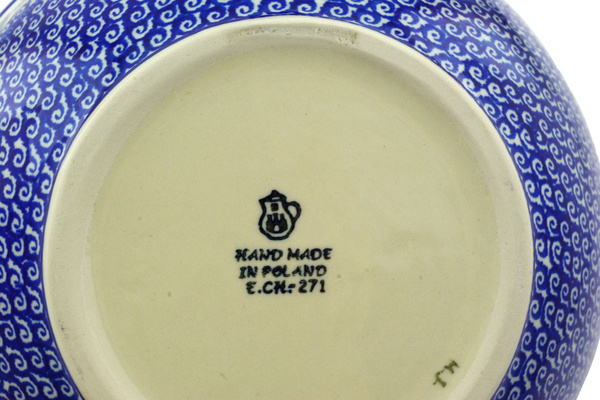 HAND MADE
IN POLAND
E.CH.-271